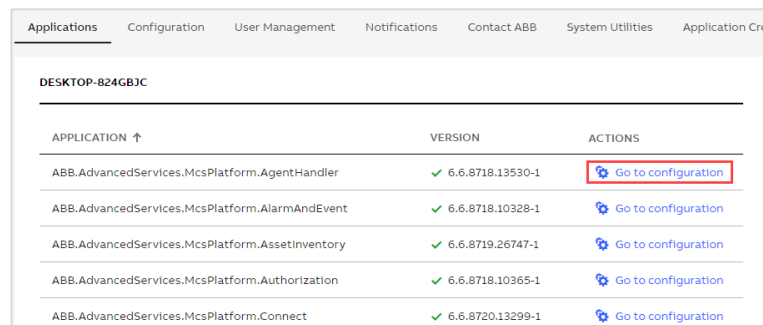 Applications Configuration User Management Notifications Contact ABB System Utilities Application Cre
DESKTOP-824GBJC
APPLICATION ↑ VERSION ACTIONS
ABB.AdvancedServices.McsPlatform.AgentHandler 6.6.8718.13530-1 Go to configuration
ABB.AdvancedServices.McsPlatform.AlarmAndEvent 6.6.8718.10328-1 Go to configuration
ABB.AdvancedServices.McsPlatform.AssetInventory 6.6.8719.26747-1 Go to configuration
ABB.AdvancedServices.McsPlatform.Authorization 6.6.8718.10365-1 Go to configuration
ABB.AdvancedServices.McsPlatform.Connect 6.6.8720.13299-1 Go to configuration